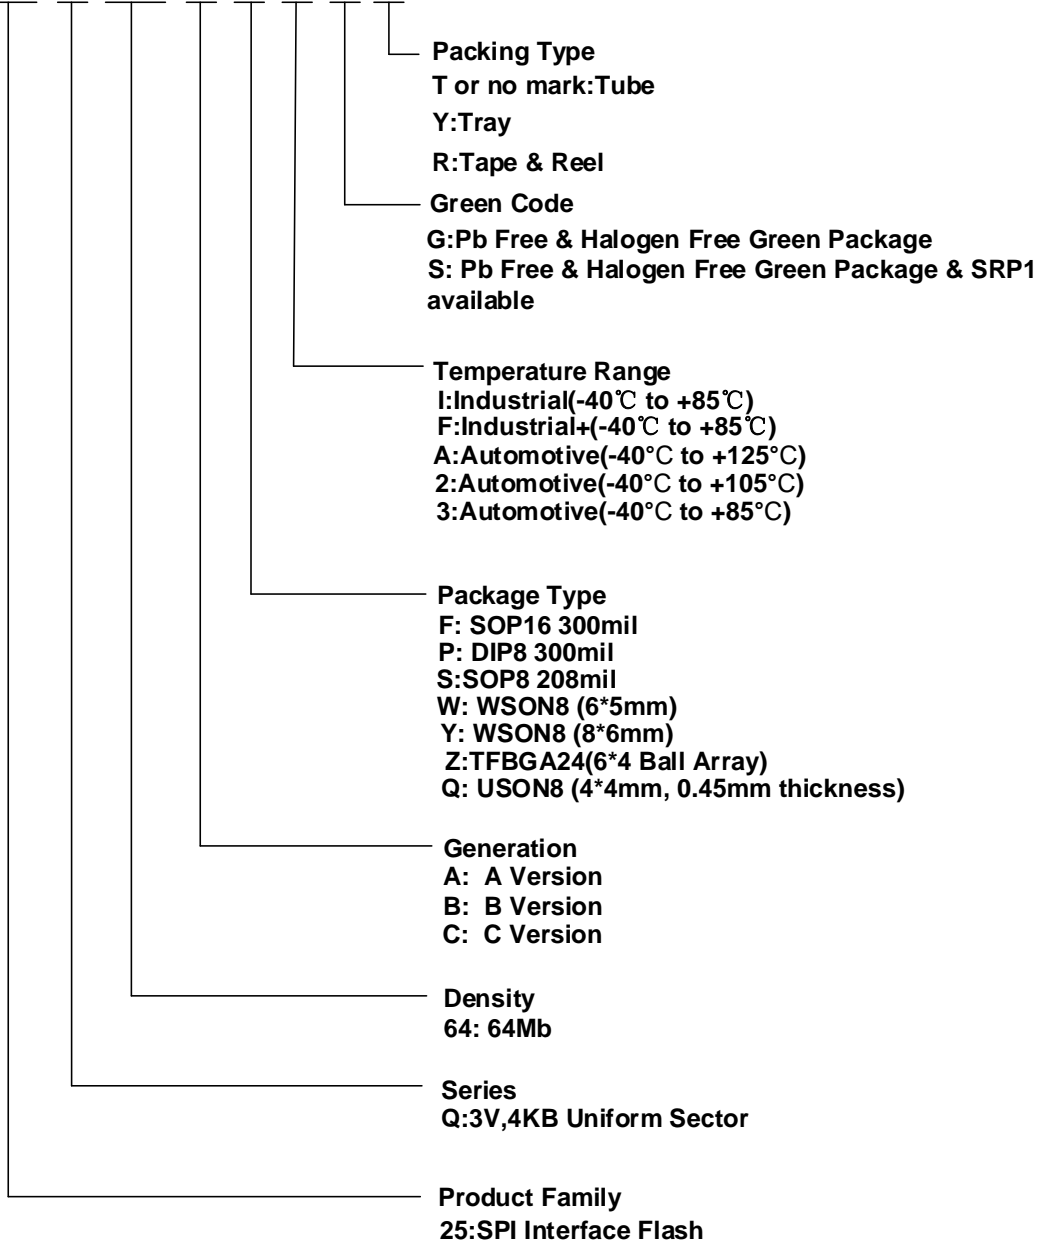 Packing Type
T or no mark:Tube
Y:Tray
R:Tape & Reel
Green Code
G:Pb Free & Halogen Free Green Package
S: Pb Free & Halogen Free Green Package & SRP1
available
Temperature Range
I:Industrial(-40℃ to +85℃)
F:Industrial+(-40℃ to +85℃)
A:Automotive(-40°C to +125°C)
2:Automotive(-40°C to +105°C)
3:Automotive(-40°C to +85°C)
Package Type
F: SOP16 300mil
P: DIP8 300mil
S:SOP8 208mil
W: WSON8 (6*5mm)
Y: WSON8 (8*6mm)
Z:TFBGA24(6*4 Ball Array)
Q: USON8 (4*4mm, 0.45mm thickness)
Generation
A: A Version
B: B Version
C: C Version
Density
64: 64Mb
Series
Q:3V,4KB Uniform Sector
Product Family
25:SPI Interface Flash